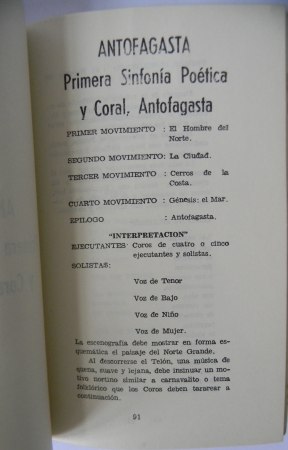 ANTOFAGASTA
Primera Sinfonía Poética
y Coral, Antofagasta
PRIMER MOVIMIENTO : El Hombre del
Norte.
SEGUNDO MOVIMIENTO: La Ciudad.
TERCER MOVIMIENTO : Cerros de la
Costa.
CUARTO MOVIMIENTO : Génesis: el Mar.
EPILOGO : Antofagasta.
"INTERPRETACION"
EJECUTANTES: Coros de cuatro o cinco
ejecutantes y solistas.
SOLISTAS:
Voz de Tenor
Voz de Bajo
Voz de Niño
Voz de Mujer.
La escenografía debe mostrar en forma es-
quemática el paisaje del Norte Grande.
Al descorrerse el Telón, una música de
quena, suave y lejana, debe insinuar un mo-
tivo nortino similar a carnavalito o tema
folklórico que los Coros deben tararear a
continuación.
91